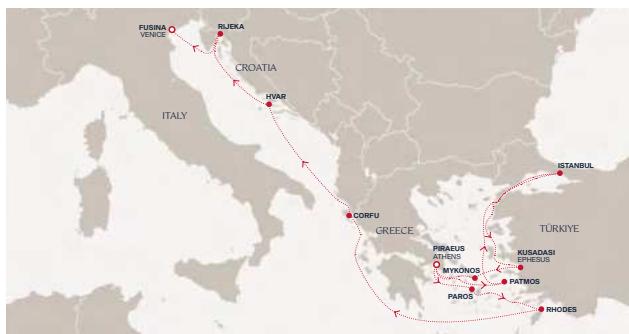 FUSINA
VENICE
RIJEKA
CROATIA
HVAR
ITALY
ISTANBUL
CORFU
GREECE
TÜRKIYE
PIRAEUS
ATHENS
KUSADASI
EPHESUS
MYKONOS
PATMOS
PAROS
RHODES